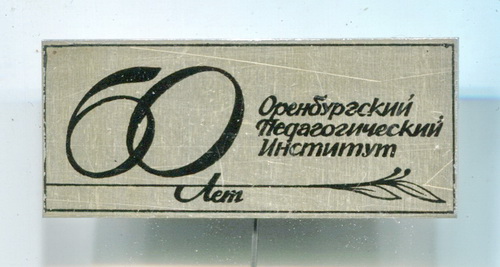 60
Лет
Оренбургский
Педагогический
Институт